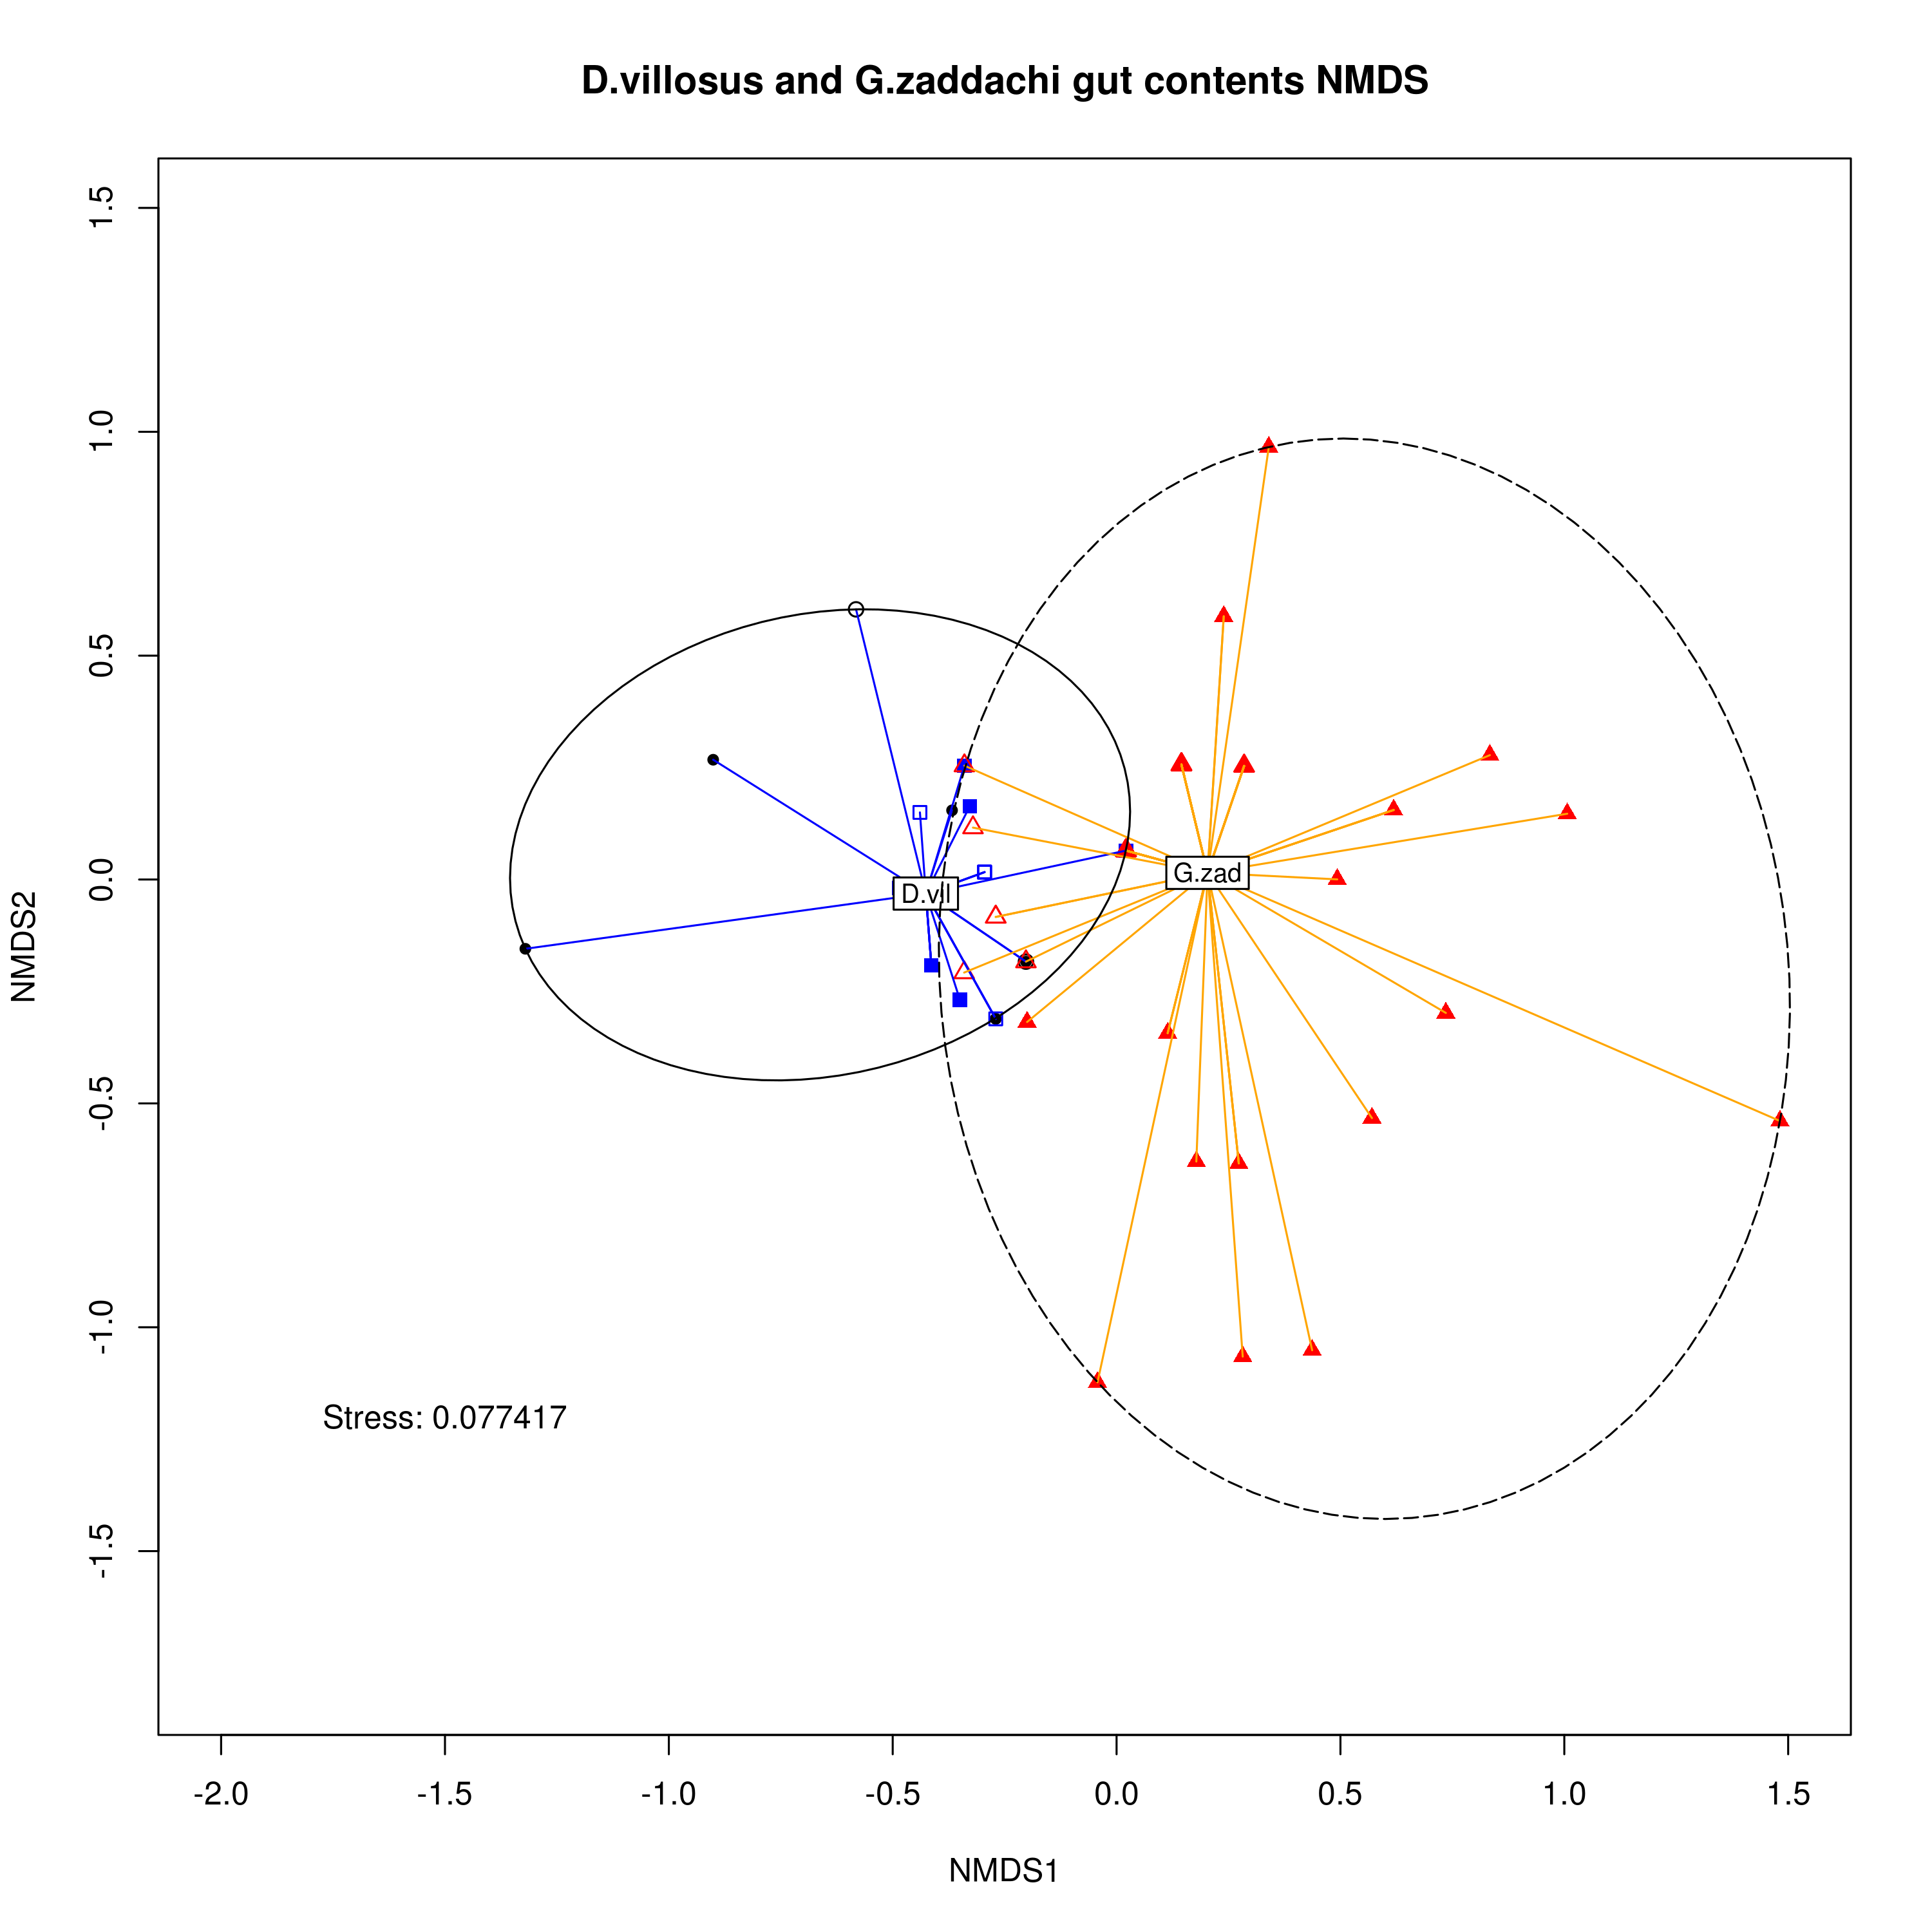 D.villosus and G.zaddachi gut contents NMDS
1.5
1.0
0.5
0.0
-0.5
-1.0
-1.5
NMDS2
D.vil
G.zad
Stress: 0.077417
-2.0 -1.5 -1.0 -0.5 0.0 0.5 1.0 1.5
NMDS1